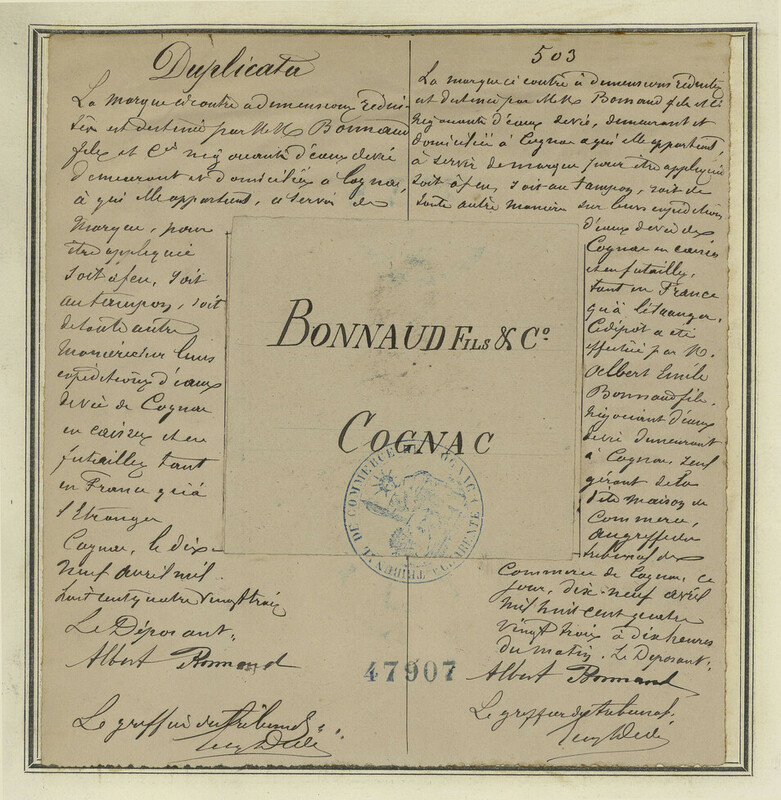 Duplicata
La marque ci contre à dimensions rédui-
tes est destinée par M M Bonnaud
fils et Cie négociants d'eaux de vie
demeurant et domiciliés à Cognac,
à qui elle appartient, à servir de
marque, pour
être appliquée
soit à feu, soit
au tampon, soit
de toute autre
manière sur leurs
expéditions d'eaux
de vie de Cognac
en caisses et en
futailles tant
en France qu'à
l'Etranger
Cognac, le dix
neuf avril mil
huit cent quatre vingt trois
Le Déposant,
Albert Bonnaud
Le greffier du tribunal
503
La marque ci contre à dimensions réduites
est destinée par M M Bonnaud fils et Cie
négociants d'eaux de vie, demeurant et
domiciliés à Cognac à qui elle appartient
à servir de marque pour être appliquée
soit à feu, soit au tampon, soit de
toute autre manière sur leurs expéditions
d'eaux de vie de
Cognac en caisses
et en futailles,
tant en France
qu'à l'étranger,
Ce dépôt a été
effectué par M.
Albert Emile
Bonnaud fils
négociant d'eaux
de vie demeurant
à Cognac, seul
gérant de la
dite maison de
Commerce,
au greffe du
tribunal de
Commerce de Cognac, ce
jour, dix-neuf avril
mil huit cent quatre
vingt trois à dix heures
du matin. Le Déposant,
Albert Bonnaud
Le greffier du tribunal,
BONNAUD FILS & Co.
COGNAC
47907